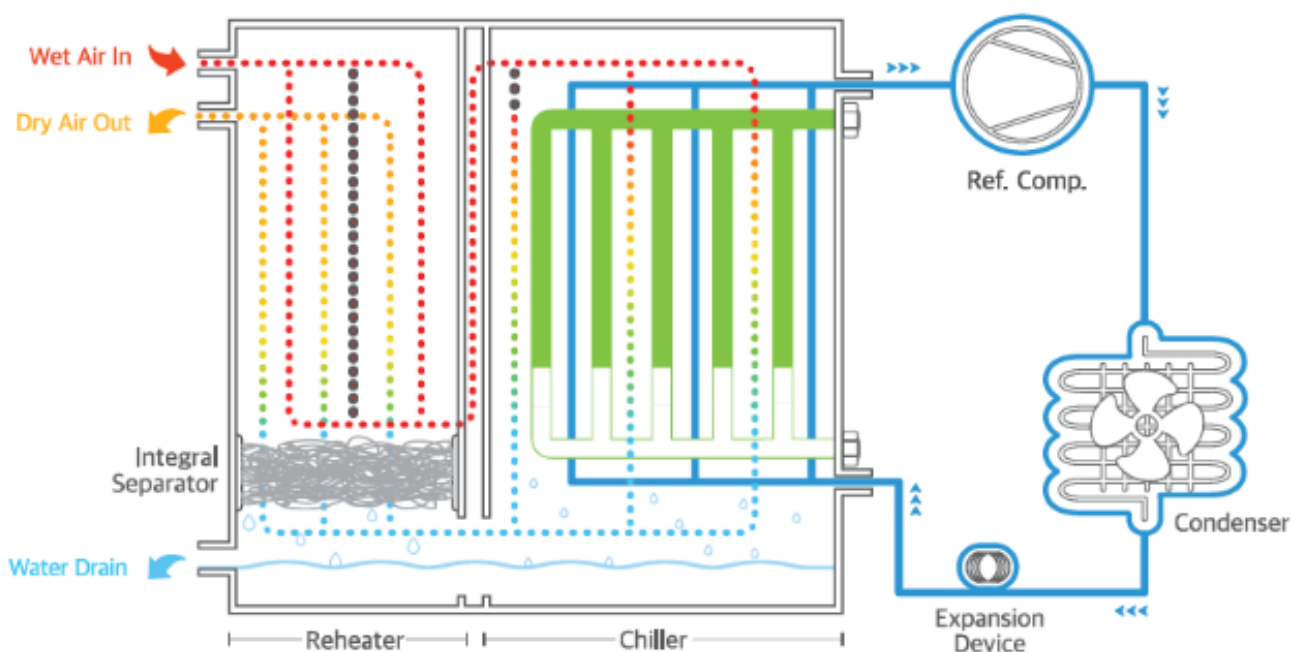 Wet Air In
Dry Air Out
Ref. Comp.
Integral
Separator
Condenser
Water Drain
Expansion
Device
Reheater
Chiller